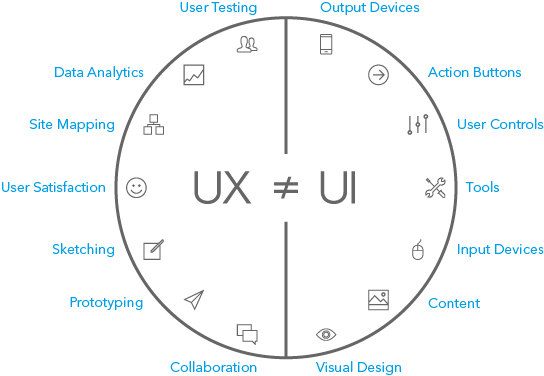 User Testing
Output Devices
Data Analytics
Action Buttons
Site Mapping
User Controls
User Satisfaction
UX ≠ UI
Tools
Sketching
Input Devices
Prototyping
Content
Collaboration
Visual Design